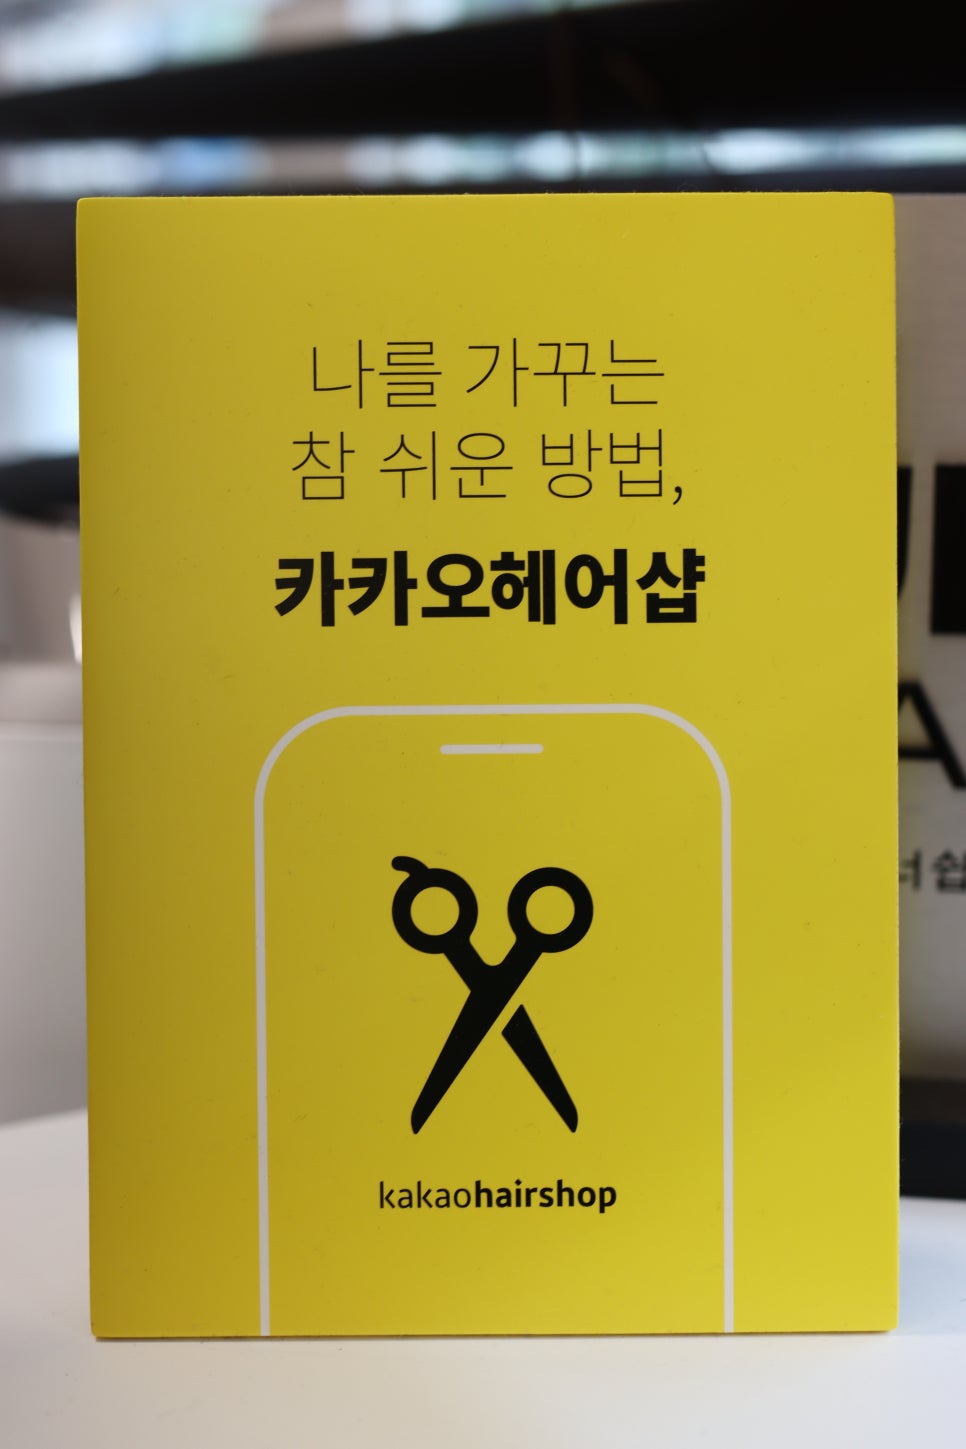 나를 가꾸는
참 쉬운 방법,
카카오헤어샵
kakaohairshop